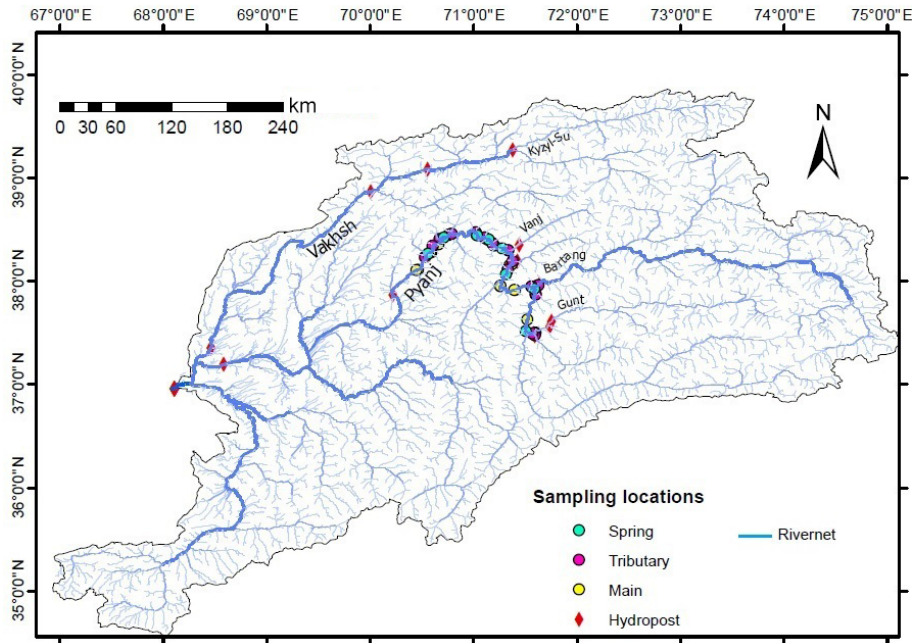 67°0'0"E 68°0'0"E 69°0'0"E 70°0'0"E 71°0'0"E 72°0'0"E 73°0'0"E 74°0'0"E 75°0'0"E
40°0'0"N
39°0'0"N
38°0'0"N
37°0'0"N
36°0'0"N
35°0'0"N
km
0 30 60 120 180 240
N
Kyzyl-Su
Vakhsh
Vanj
Pyanj
Bartang
Gunt
Sampling locations
Spring
Rivernet
Tributary
Main
Hydropost